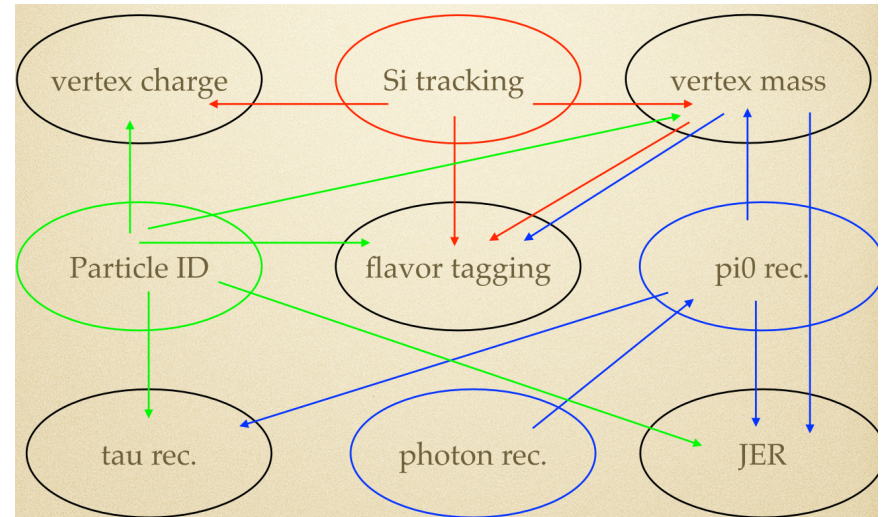 vertex charge
Si tracking
vertex mass
Particle ID
flavor tagging
pi0 rec.
tau rec.
photon rec.
JER